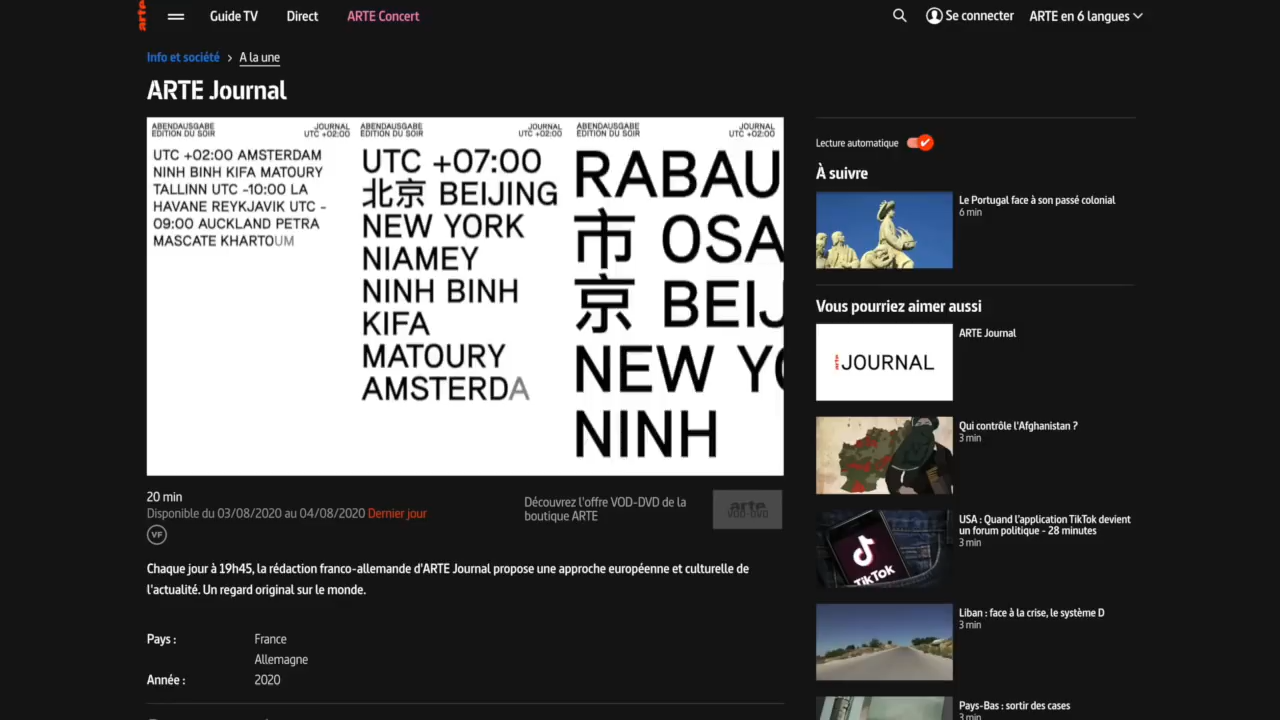 arte
Guide TV
Direct
ARTE Concert
Se connecter
ARTE en 6 langues
Info et société > A la une
ARTE Journal
ABENDAUSGABE
EDITION DU SOIR
JOURNAL
UTC +02:00
UTC +02:00 AMSTERDAM
NINH BINH KIFA MATOURY
TALLINN UTC -10:00 LA
HAVANE REYKJAVIK UTC -
09:00 AUCKLAND PETRA
MASCATE KHARTOUM
ABENDAUSGABE
EDITION DU SOIR
JOURNAL
UTC +02:00
UTC +07:00
北京 BEIJING
NEW YORK
NIAMEY
NINH BINH
KIFA
MATOURY
AMSTERDA
ABENDAUSGABE
EDITION DU SOIR
JOURNAL
UTC +02:00
RABAU
市 OSA
京 BEIJ
NEW YO
NINH
20 min
Disponible du 03/08/2020 au 04/08/2020 Dernier jour
VF
Découvrez l'offre VOD-DVD de la
boutique ARTE
arte
VOD-DVD
Chaque jour à 19h45, la rédaction franco-allemande d'ARTE Journal propose une approche européenne et culturelle de
l'actualité. Un regard original sur le monde.
Pays :
France
Allemagne
Année :
2020
Lecture automatique
À suivre
Le Portugal face à son passé colonial
6 min
Vous pourriez aimer aussi
arte JOURNAL
ARTE Journal
Qui contrôle l'Afghanistan ?
3 min
TikTok
USA : Quand l'application TikTok devient
un forum politique - 28 minutes
3 min
Liban : face à la crise, le système D
3 min
Pays-Bas : sortir des cases
3 min